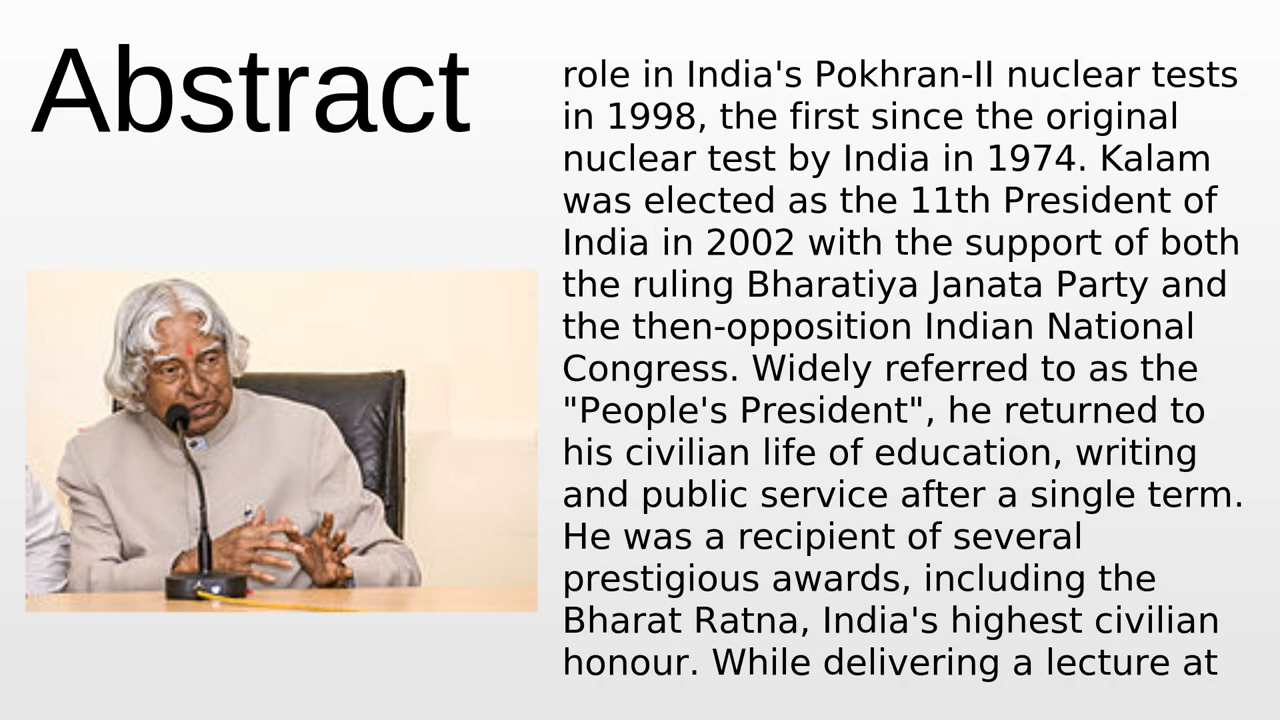 Abstract
role in India's Pokhran-II nuclear tests
in 1998, the first since the original
nuclear test by India in 1974. Kalam
was elected as the 11th President of
India in 2002 with the support of both
the ruling Bharatiya Janata Party and
the then-opposition Indian National
Congress. Widely referred to as the
"People's President", he returned to
his civilian life of education, writing
and public service after a single term.
He was a recipient of several
prestigious awards, including the
Bharat Ratna, India's highest civilian
honour. While delivering a lecture at